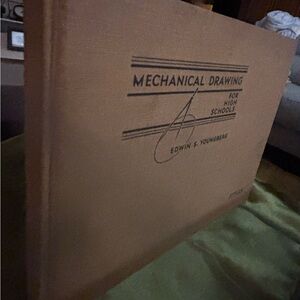 MECHANICAL DRAWING
FOR
HIGH
SCHOOLS
EDWIN S. YOUNGBERG